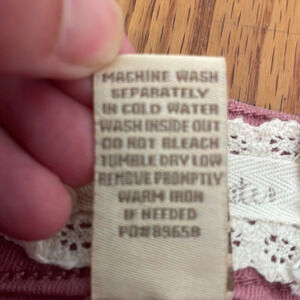 MACHINE WASH
SEPARATELY
IN COLD WATER
WASH INSIDE OUT
DO NOT BLEACH
TUMBLE DRY LOW
REMOVE PROMPTLY
WARM IRON
IF NEEDED
PO#89658